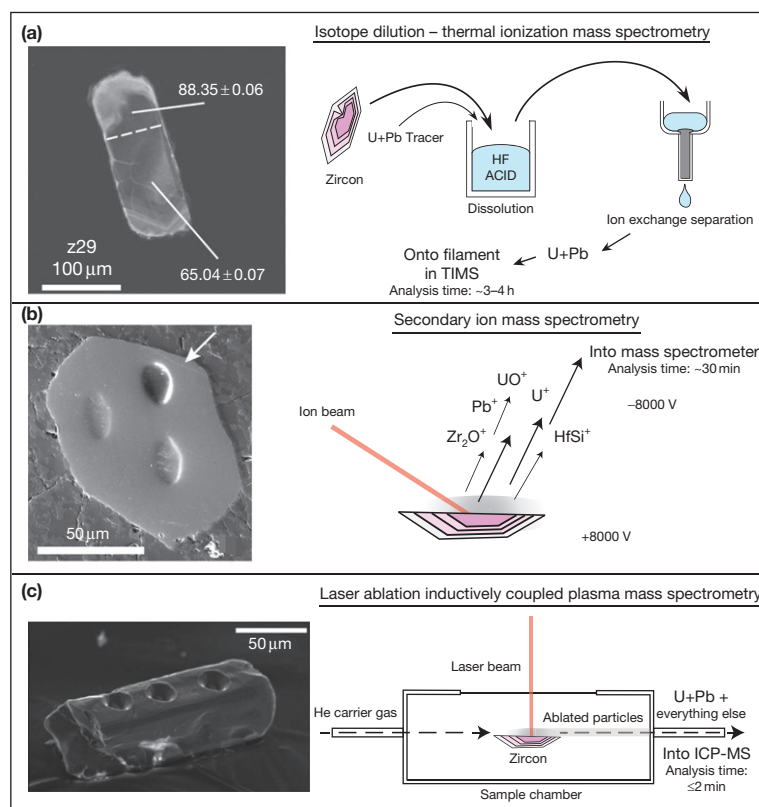 (a)
Isotope dilution – thermal ionization mass spectrometry
88.35±0.06
65.04±0.07
z29
100 μm
Zircon
U+Pb Tracer
HF
ACID
Dissolution
Ion exchange separation
U+Pb
Onto filament
in TIMS
Analysis time: ~3–4 h
(b)
Secondary ion mass spectrometry
50 μm
Ion beam
Zr₂O⁺
Pb⁺
UO⁺
U⁺
HfSi⁺
Into mass spectrometer
Analysis time: ~30 min
−8000 V
+8000 V
(c)
Laser ablation inductively coupled plasma mass spectrometry
50 μm
Laser beam
He carrier gas
Ablated particles
Zircon
Sample chamber
U+Pb +
everything else
Into ICP-MS
Analysis time:
≤2 min